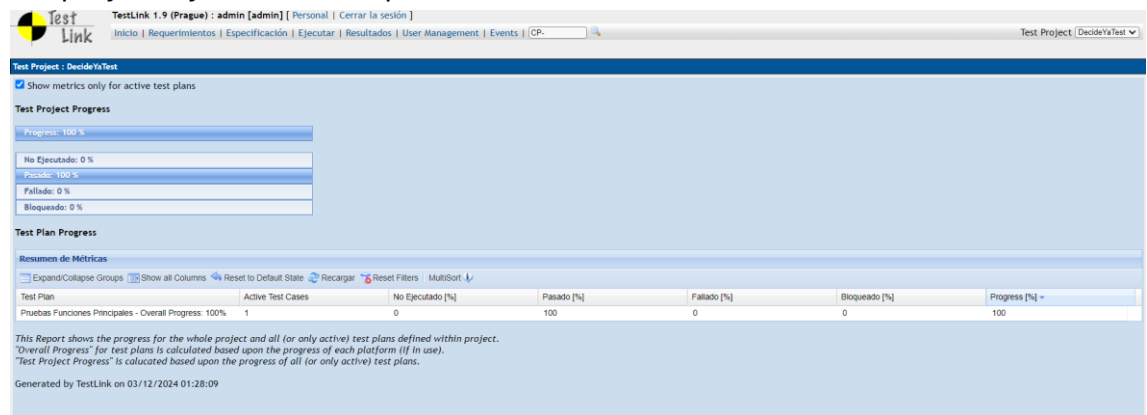 Test Link
TestLink 1.9 (Prague) : admin [admin] [ Personal | Cerrar la sesión ]
Inicio | Requerimientos | Especificación | Ejecutar | Resultados | User Management | Events | CP-
Test Project DecideYaTest
Test Project : DecideYaTest
Show metrics only for active test plans
Test Project Progress
Progress: 100 %
No Ejecutado: 0 %
Pasado: 100 %
Fallado: 0 %
Bloqueado: 0 %
Test Plan Progress
Resumen de Métricas
Expand/Collapse Groups Show all Columns Reset to Default State Recargar Reset Filters MultiSort
Test Plan Active Test Cases No Ejecutado [%] Pasado [%] Fallado [%] Bloqueado [%] Progress [%]
Pruebas Funciones Principales - Overall Progress: 100% 1 0 100 0 0 100
This Report shows the progress for the whole project and all (or only active) test plans defined within project.
"Overall Progress" for test plans is calculated based upon the progress of each platform (if in use).
"Test Project Progress" is calucated based upon the progress of all (or only active) test plans.
Generated by TestLink on 03/12/2024 01:28:09